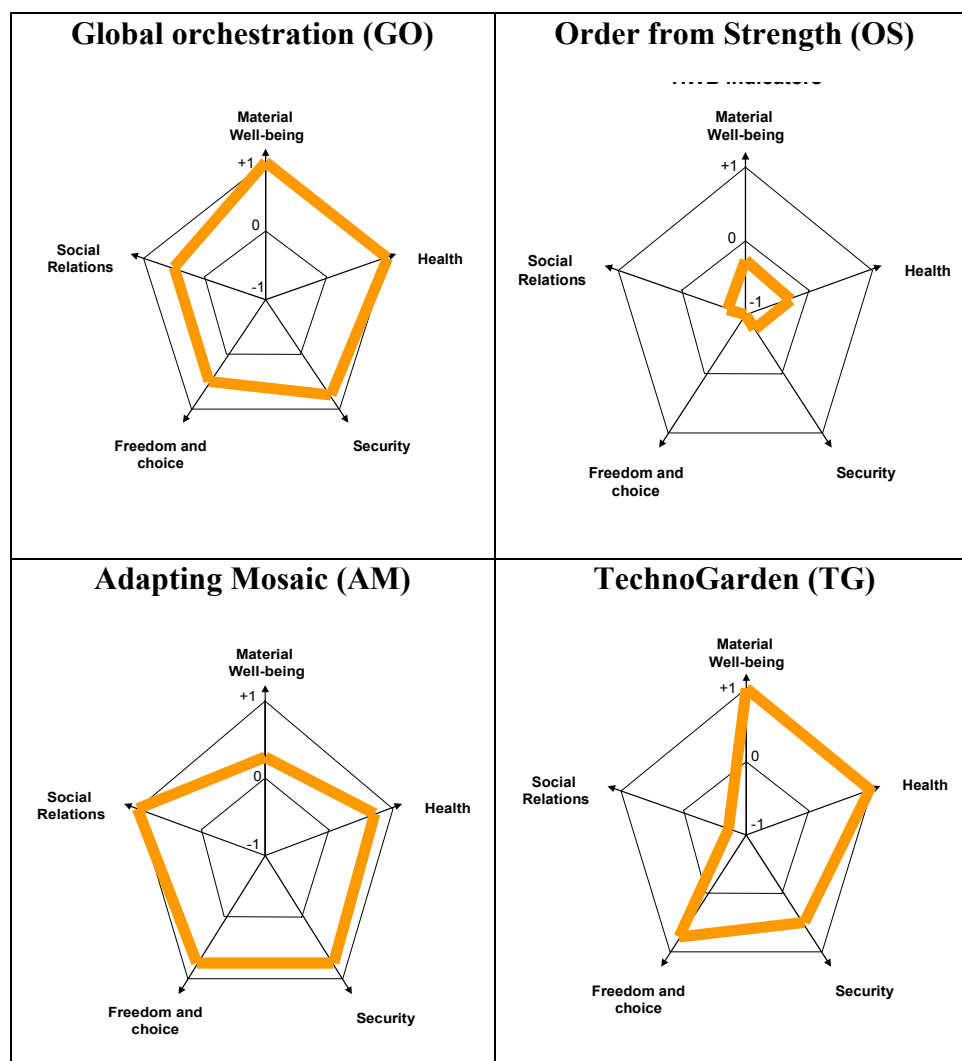 Global orchestration (GO)
Material
Well-being
+1
0
-1
Social
Relations
Health
Freedom and
choice
Security
Order from Strength (OS)
Material
Well-being
+1
0
-1
Social
Relations
Health
Freedom and
choice
Security
Adapting Mosaic (AM)
Material
Well-being
+1
0
-1
Social
Relations
Health
Freedom and
choice
Security
TechnoGarden (TG)
Material
Well-being
+1
0
-1
Social
Relations
Health
Freedom and
choice
Security